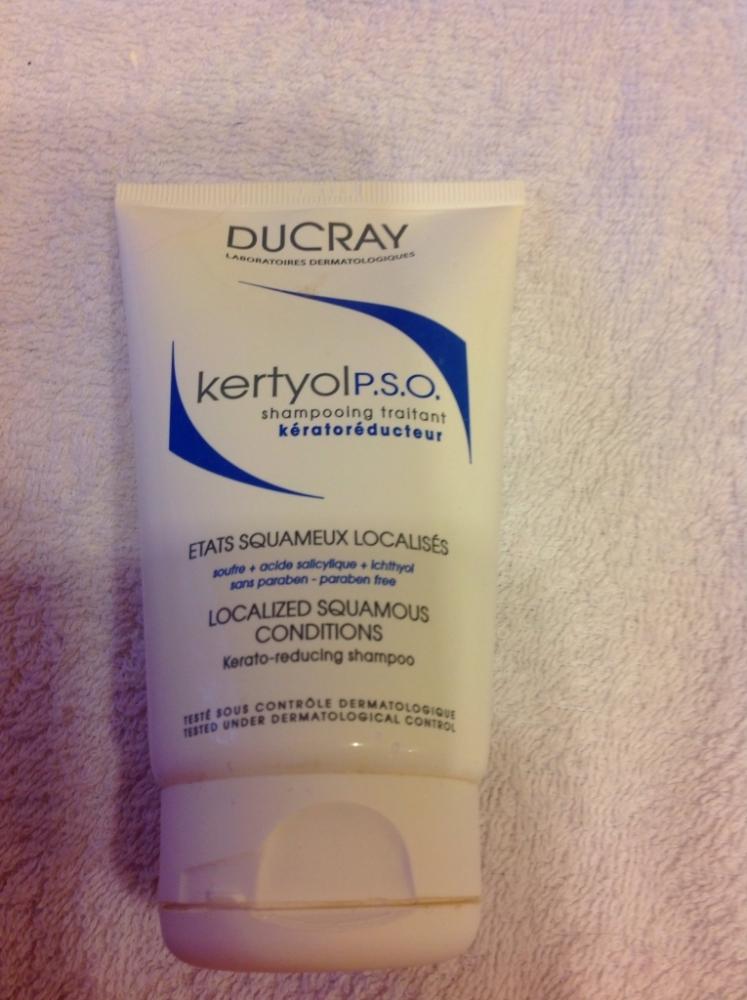 DUCRAY
LABORATOIRES DERMATOLOGIQUES
kertyol P.S.O.
shampooing traitant
kératoréducteur
ETATS SQUAMEUX LOCALISÉS
soufre + acide salicylique + ichthyol
sans paraben - paraben free
LOCALIZED SQUAMOUS
CONDITIONS
Kerato-reducing shampoo
TESTÉ SOUS CONTRÔLE DERMATOLOGIQUE
TESTED UNDER DERMATOLOGICAL CONTROL